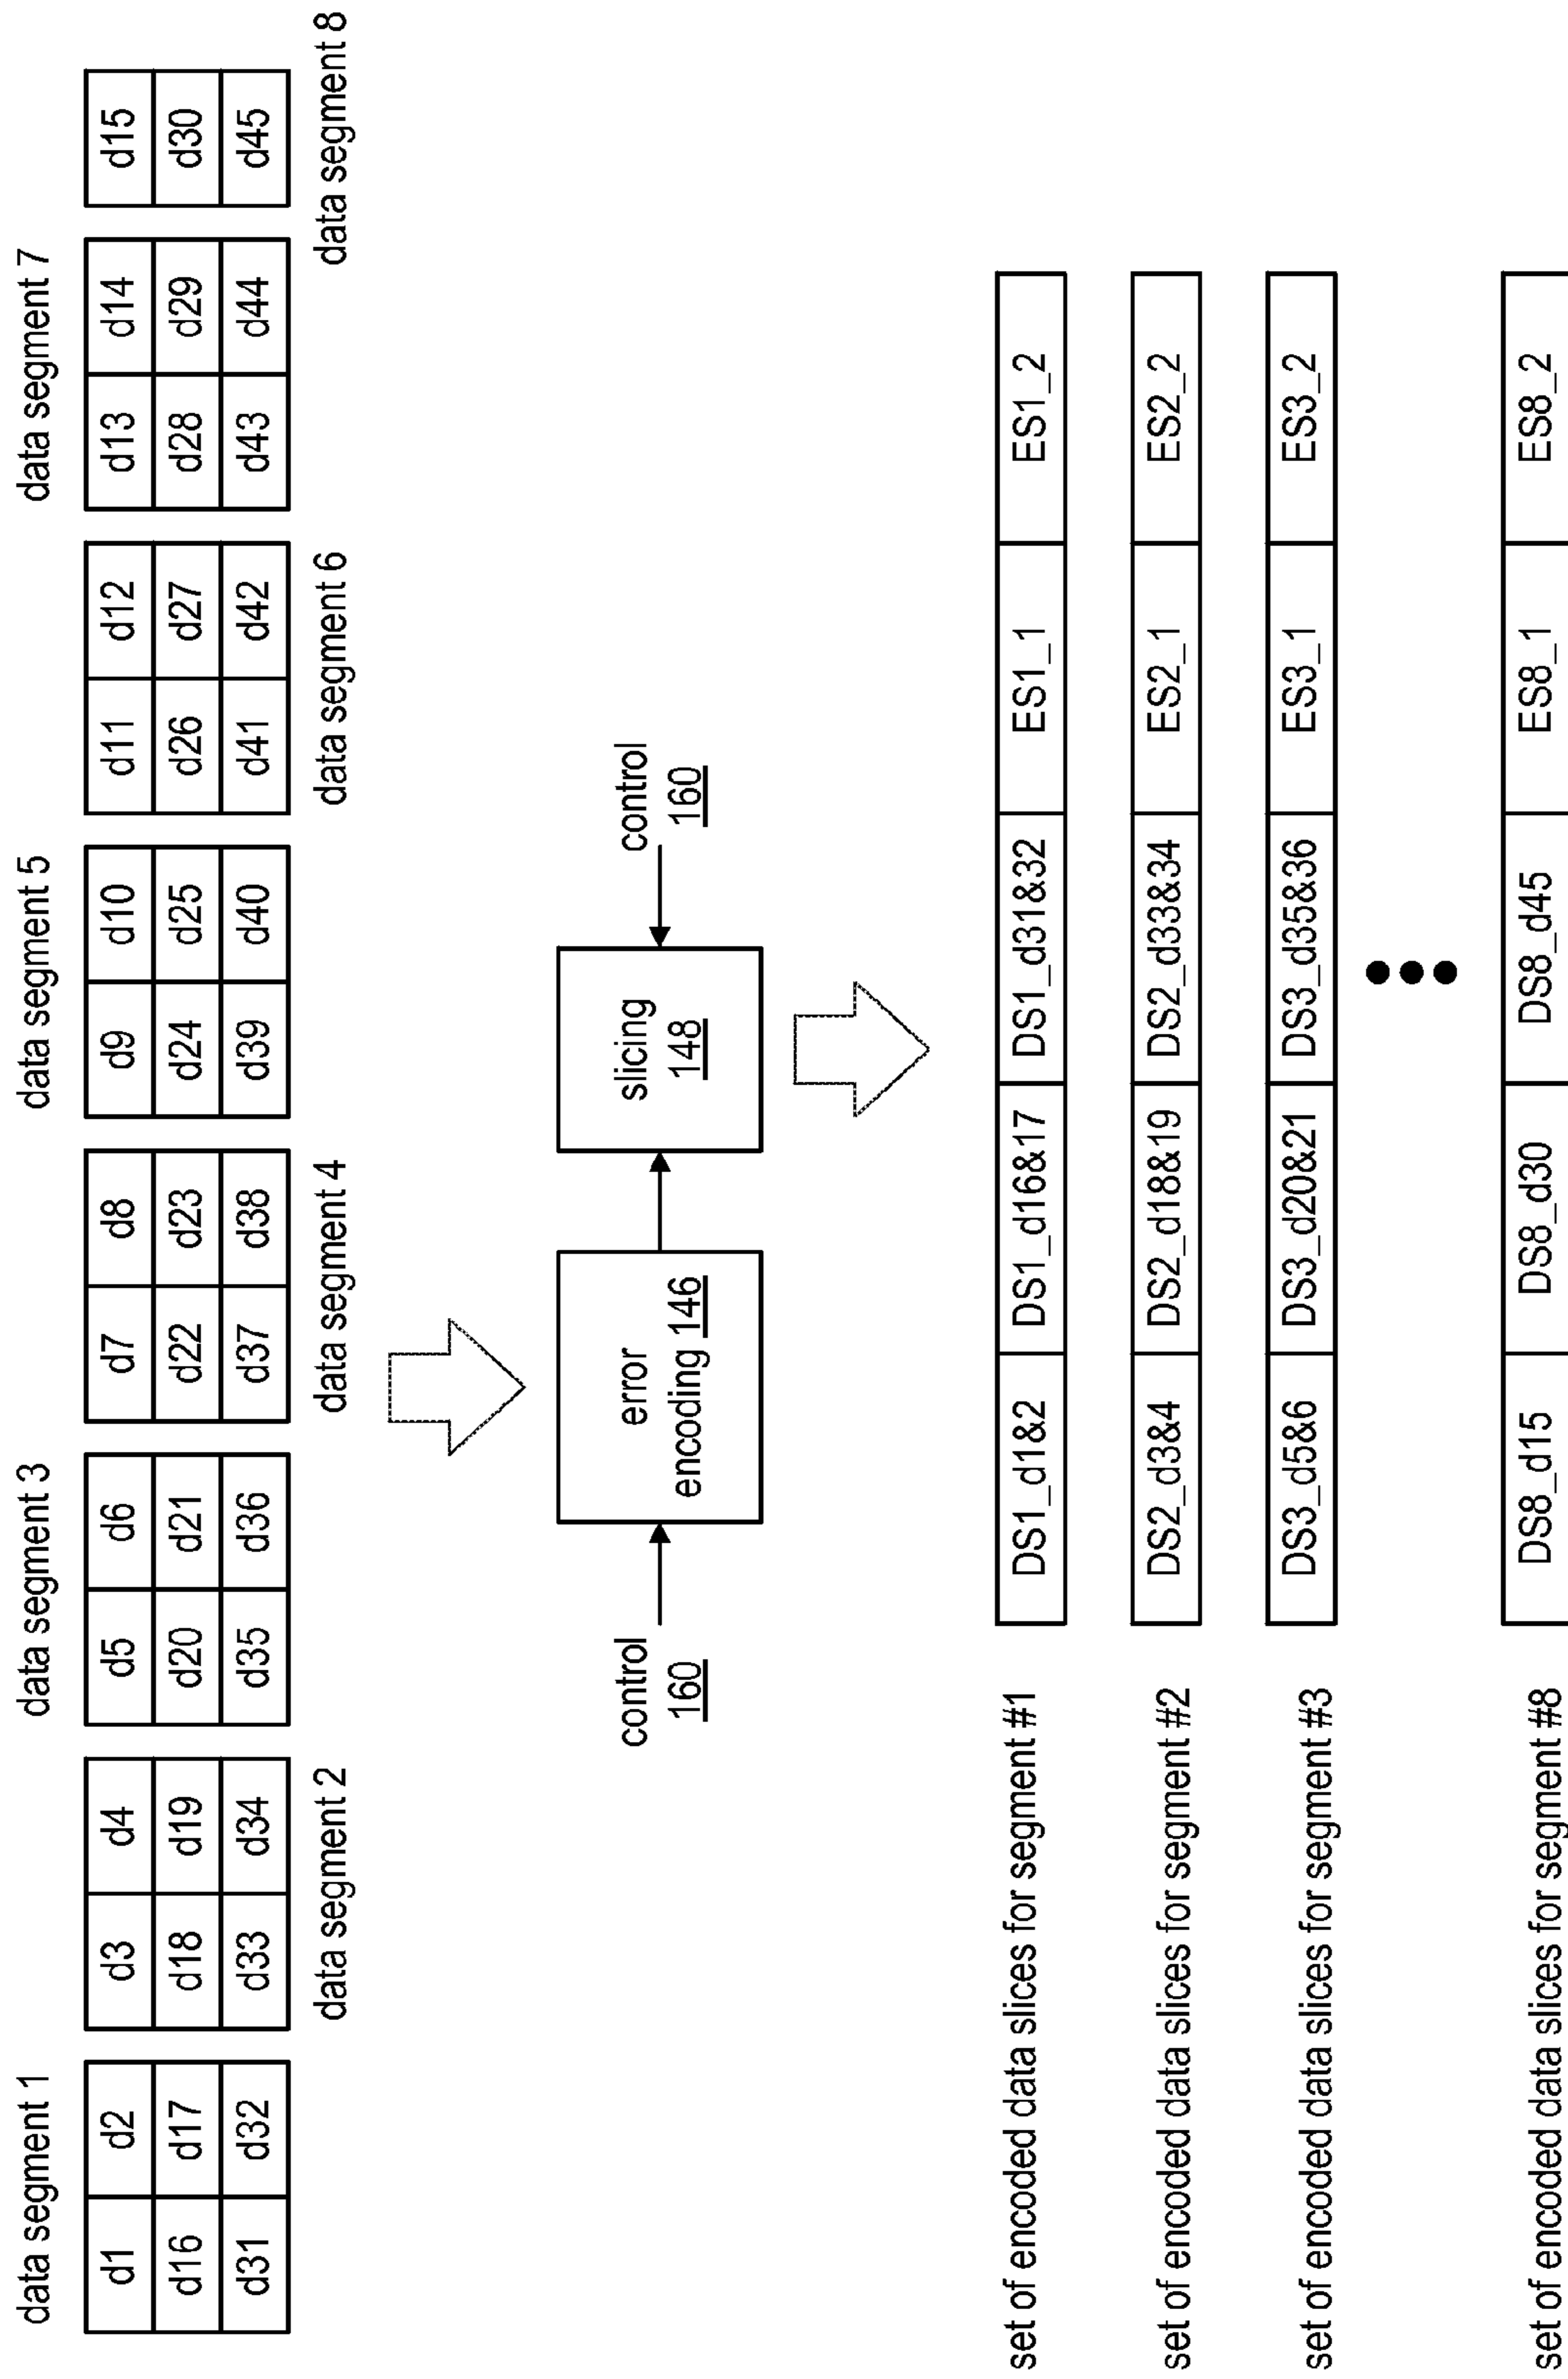 data segment 1
data segment 3
data segment 5
data segment 7
d1 d2 d3 d4 d5 d6 d7 d8 d9 d10 d11 d12 d13 d14 d15
d16 d17 d18 d19 d20 d21 d22 d23 d24 d25 d26 d27 d28 d29 d30
d31 d32 d33 d34 d35 d36 d37 d38 d39 d40 d41 d42 d43 d44 d45
data segment 2
data segment 4
data segment 6
data segment 8
control
160
error
encoding 146
slicing
148
control
160
set of encoded data slices for segment #1
DS1_d1&2 DS1_d16&17 DS1_d31&32 ES1_1 ES1_2
set of encoded data slices for segment #2
DS2_d3&4 DS2_d18&19 DS2_d33&34 ES2_1 ES2_2
set of encoded data slices for segment #3
DS3_d5&6 DS3_d20&21 DS3_d35&36 ES3_1 ES3_2
set of encoded data slices for segment #8
DS8_d15 DS8_d30 DS8_d45 ES8_1 ES8_2